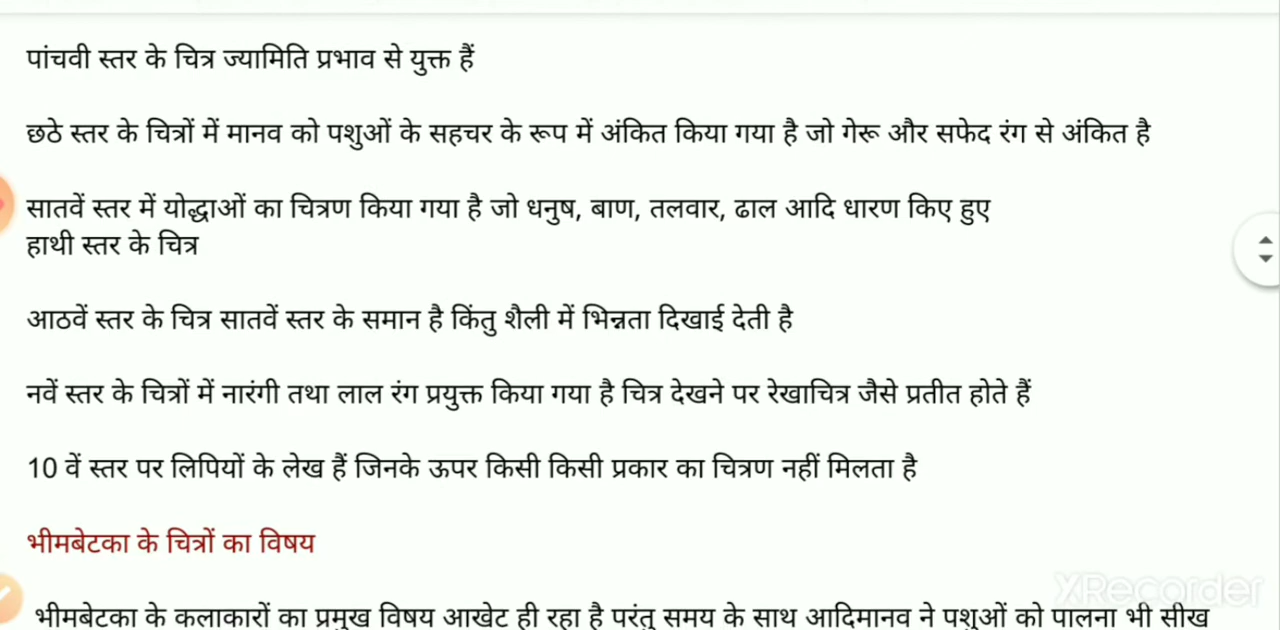 पांचवी स्तर के चित्र ज्यामिति प्रभाव से युक्त हैं
छठे स्तर के चित्रों में मानव को पशुओं के सहचर के रूप में अंकित किया गया है जो गेरू और सफेद रंग से अंकित है
सातवें स्तर में योद्धाओं का चित्रण किया गया है जो धनुष, बाण, तलवार, ढाल आदि धारण किए हुए
हाथी स्तर के चित्र
आठवें स्तर के चित्र सातवें स्तर के समान है किंतु शैली में भिन्नता दिखाई देती है
नवें स्तर के चित्रों में नारंगी तथा लाल रंग प्रयुक्त किया गया है चित्र देखने पर रेखाचित्र जैसे प्रतीत होते हैं
10 वें स्तर पर लिपियों के लेख हैं जिनके ऊपर किसी किसी प्रकार का चित्रण नहीं मिलता है
भीमबेटका के चित्रों का विषय
भीमबेटका के कलाकारों का प्रमुख विषय आखेट ही रहा है परंतु समय के साथ आदिमानव ने पशुओं को पालना भी सीख
XRecorder